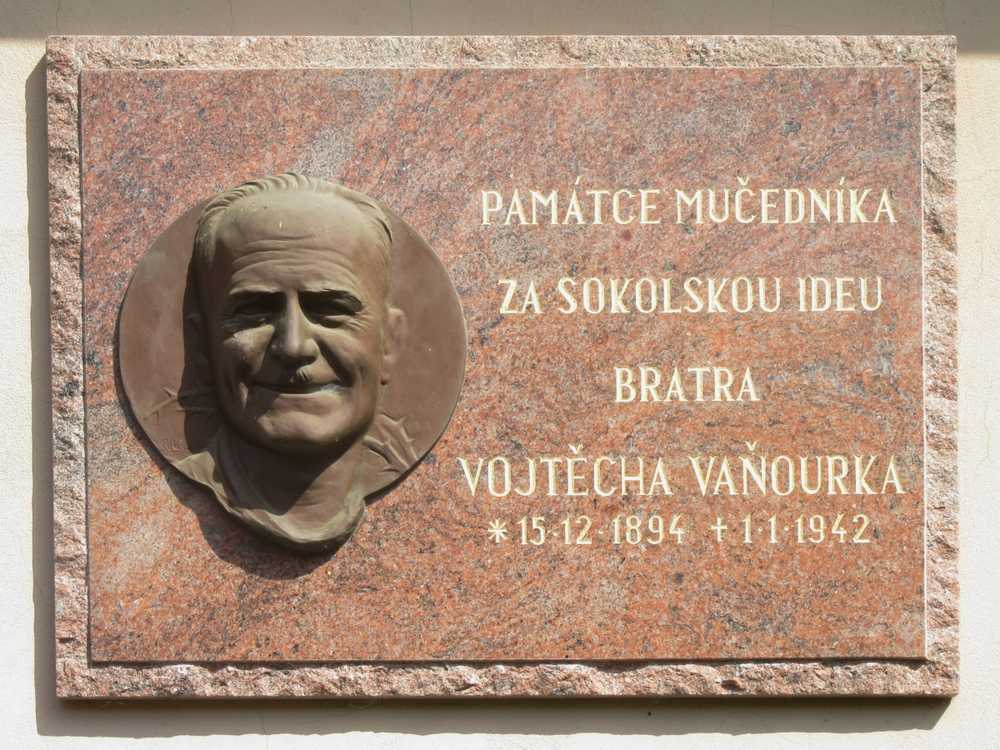 PAMÁTCE MUČEDNÍKA
ZA SOKOLSKOU IDEU
BRATRA
VOJTĚCHA VAŇOURKA
*15·12·1894 +1·1·1942